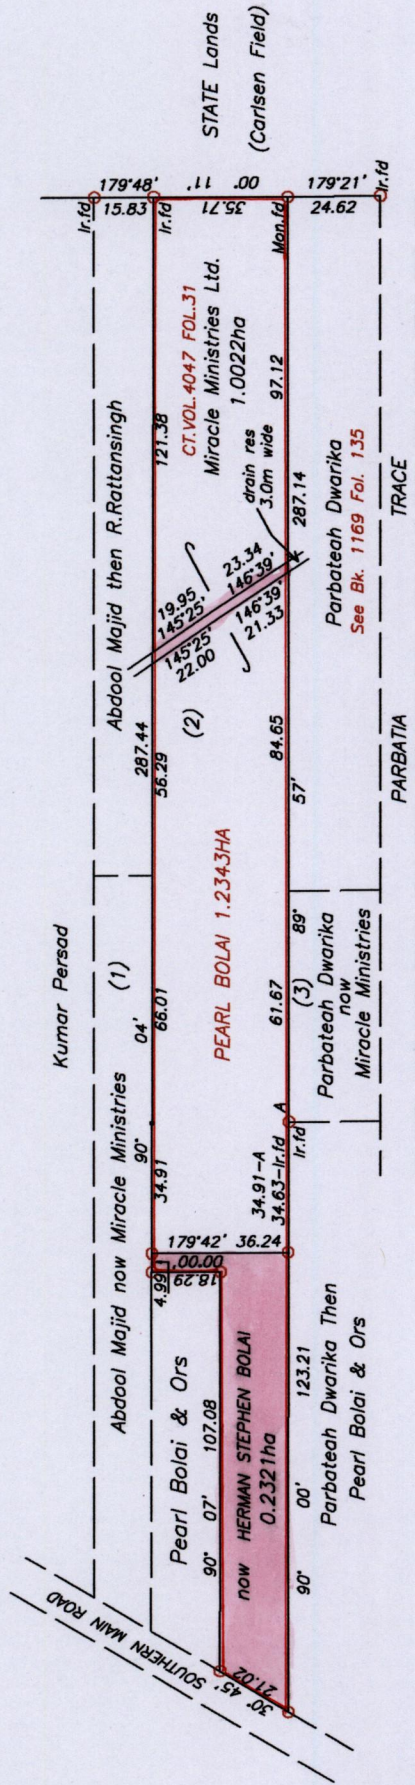 Kumar Persad
Abdool Majid now Miracle Ministries
(1)
Abdool Majid then R.Rattansingh
179°48'
15.83
Ir.fd
STATE Lands
(Carlsen Field)
90° 04' 287.44
4.99
34.91
66.01
56.29
121.38
Ir.fd
00° 11'
35.71
Mon.fd
SOUTHERN MAIN ROAD
Pearl Bolai & Ors
90° 07' 107.08
00°00'
18.29
179°42' 36.24
PEARL BOLAI 1.2343HA
(2)
19.95
145°25'
145°25'
22.00
23.34
146°39'
146°39'
21.33
CT.VOL.4047 FOL.31
Miracle Ministries Ltd.
1.0022ha
drain res
3.0m wide
now HERMAN STEPHEN BOLAI
0.2321ha
30° 45'
21.02
34.91-A
34.63-Ir.fd
A
61.67
84.65
97.12
Ir.fd
90° 00' 123.21
89° 57' 287.14
Parbateah Dwarika Then
Pearl Bolai & Ors
(3)
Parbateah Dwarika
now
Miracle Ministries
Parbateah Dwarika
See Bk. 1169 Fol. 135
179°21'
24.62
Ir.fd
PARBATIA TRACE